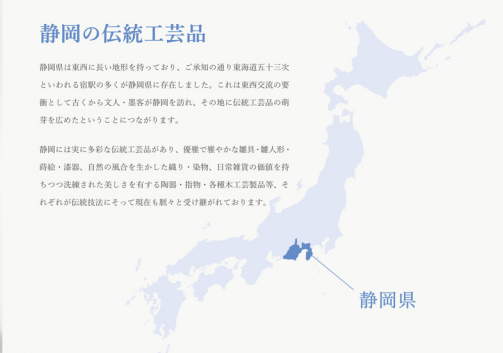 静岡の伝統工芸品
静岡県は東西に長い地形を持っており、ご承知の通り東海道五十三次
といわれる宿駅の多くが静岡県に存在しました。これは東西交流の要
衝として古くから文人・墨客が静岡を訪れ、その地に伝統工芸品の萌
芽を広めたということにつながります。
静岡には実に多彩な伝統工芸品があり、優雅で雅やかな雛具・雛人形・
蒔絵・漆器、自然の風合を生かした織り・染物、日常雑貨の価値を持
ちつつ洗練された美しさを有する陶器・指物・各種木工芸製品等、そ
れぞれが伝統技法にそって現在も脈々と受け継がれております。
静岡県